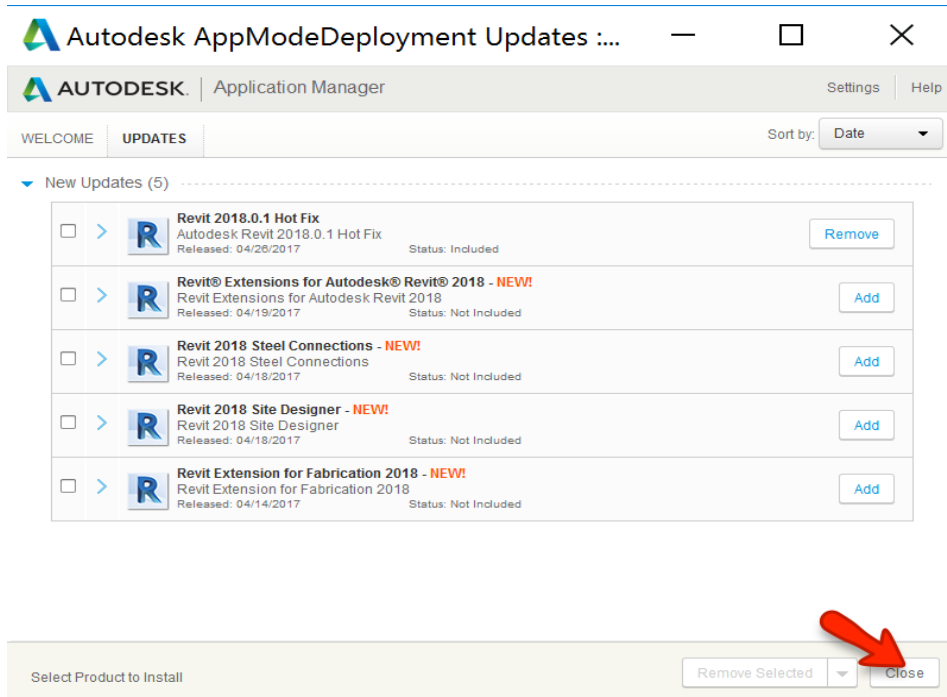 Autodesk AppModeDeployment Updates :...
AUTODESK. Application Manager Settings Help
WELCOME UPDATES Sort by: Date
New Updates (5)
Revit 2018.0.1 Hot Fix
Autodesk Revit 2018.0.1 Hot Fix
Released: 04/26/2017 Status: Included
Remove
Revit® Extensions for Autodesk® Revit® 2018 - NEW!
Revit Extensions for Autodesk Revit 2018
Released: 04/19/2017 Status: Not Included
Add
Revit 2018 Steel Connections - NEW!
Revit 2018 Steel Connections
Released: 04/18/2017 Status: Not Included
Add
Revit 2018 Site Designer - NEW!
Revit 2018 Site Designer
Released: 04/18/2017 Status: Not Included
Add
Revit Extension for Fabrication 2018 - NEW!
Revit Extension for Fabrication 2018
Released: 04/14/2017 Status: Not Included
Add
Select Product to Install Remove Selected Close